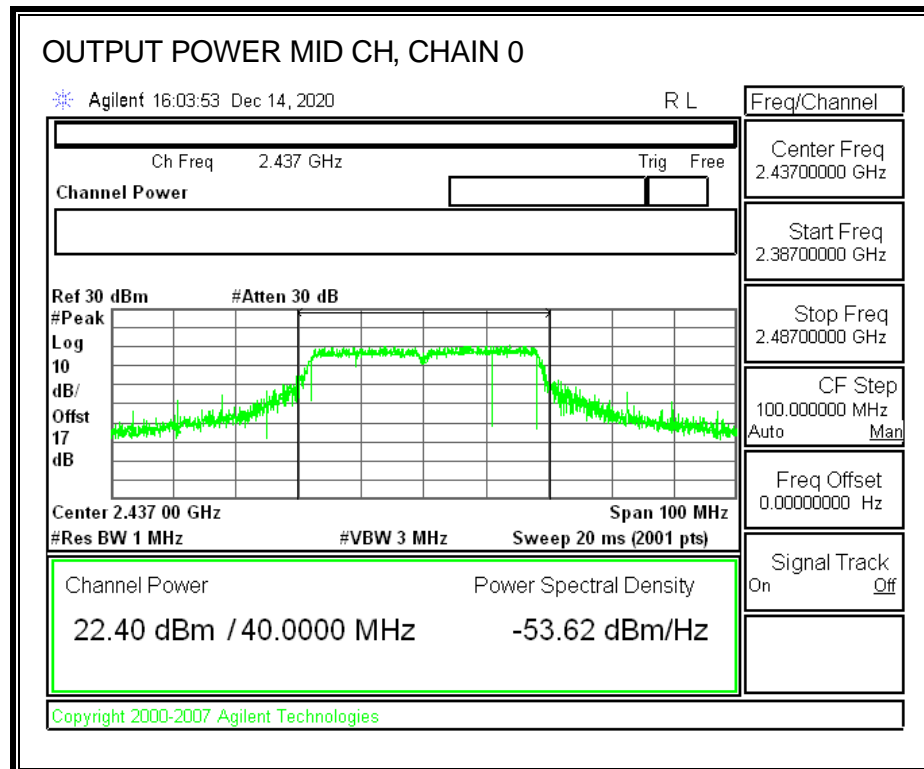 OUTPUT POWER MID CH, CHAIN 0
Agilent 16:03:53 Dec 14, 2020 R L
Freq/Channel
Ch Freq 2.437 GHz Trig Free
Channel Power
Center Freq
2.43700000 GHz
Start Freq
2.38700000 GHz
Stop Freq
2.48700000 GHz
CF Step
100.000000 MHz
Auto Man
Freq Offset
0.00000000 Hz
Signal Track
On Off
Ref 30 dBm #Atten 30 dB
#Peak
Log
10
dB/
Offst
17
dB
Center 2.437 00 GHz Span 100 MHz
#Res BW 1 MHz #VBW 3 MHz Sweep 20 ms (2001 pts)
Channel Power Power Spectral Density
22.40 dBm / 40.0000 MHz -53.62 dBm/Hz
Copyright 2000-2007 Agilent Technologies